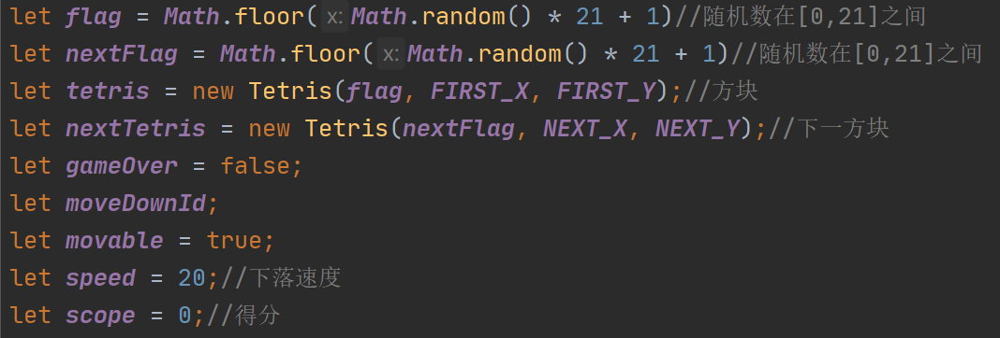 let flag = Math.floor( x: Math.random() * 21 + 1)//随机数在[0,21]之间
let nextFlag = Math.floor( x: Math.random() * 21 + 1)//随机数在[0,21]之间
let tetris = new Tetris(flag, FIRST_X, FIRST_Y);//方块
let nextTetris = new Tetris(nextFlag, NEXT_X, NEXT_Y);//下一方块
let gameOver = false;
let moveDownId;
let movable = true;
let speed = 20;//下落速度
let scope = 0;//得分